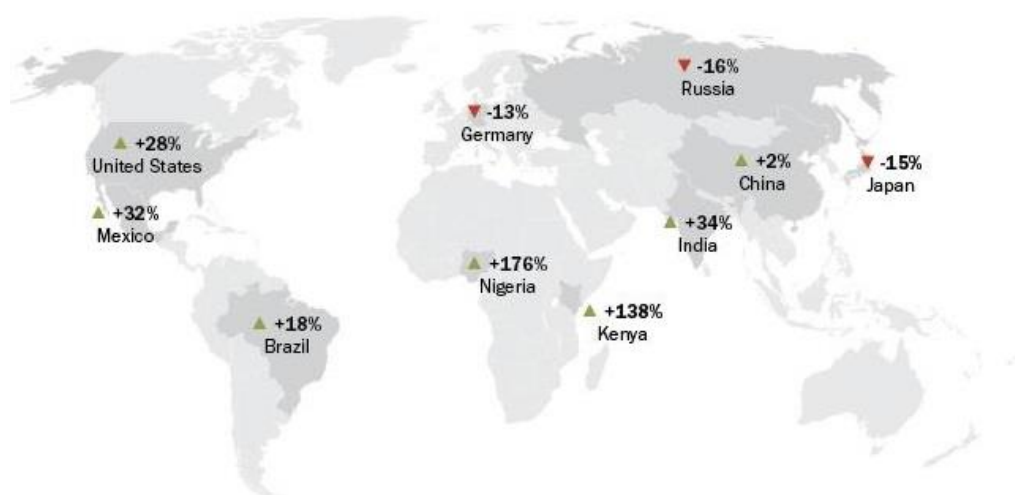 -16%
Russia
-13%
Germany
+28%
United States
+2%
China
-15%
Japan
+32%
Mexico
+34%
India
+176%
Nigeria
+138%
Kenya
+18%
Brazil